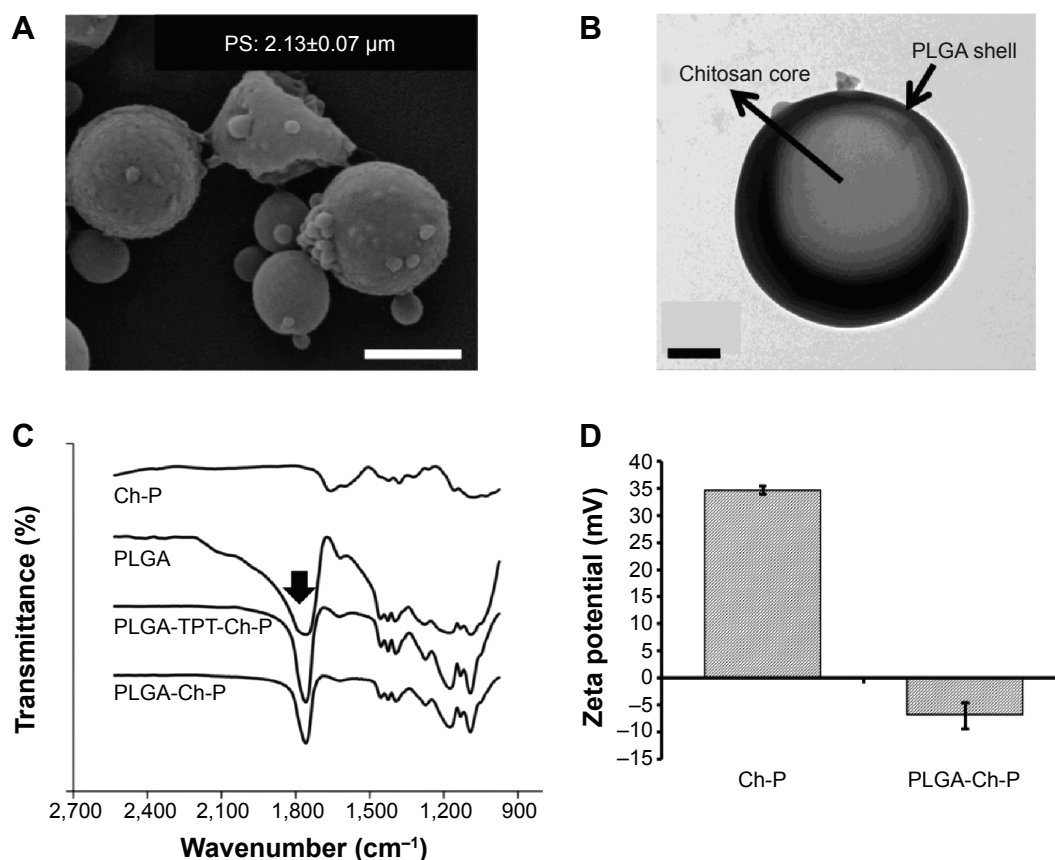 A
PS: 2.13±0.07 µm
B
Chitosan core
PLGA shell
C
Transmittance (%)
Ch-P
PLGA
PLGA-TPT-Ch-P
PLGA-Ch-P
2,700 2,400 2,100 1,800 1,500 1,200 900
Wavenumber (cm⁻¹)
D
Zeta potential (mV)
40
35
30
25
20
15
10
5
0
–5
–10
–15
Ch-P PLGA-Ch-P